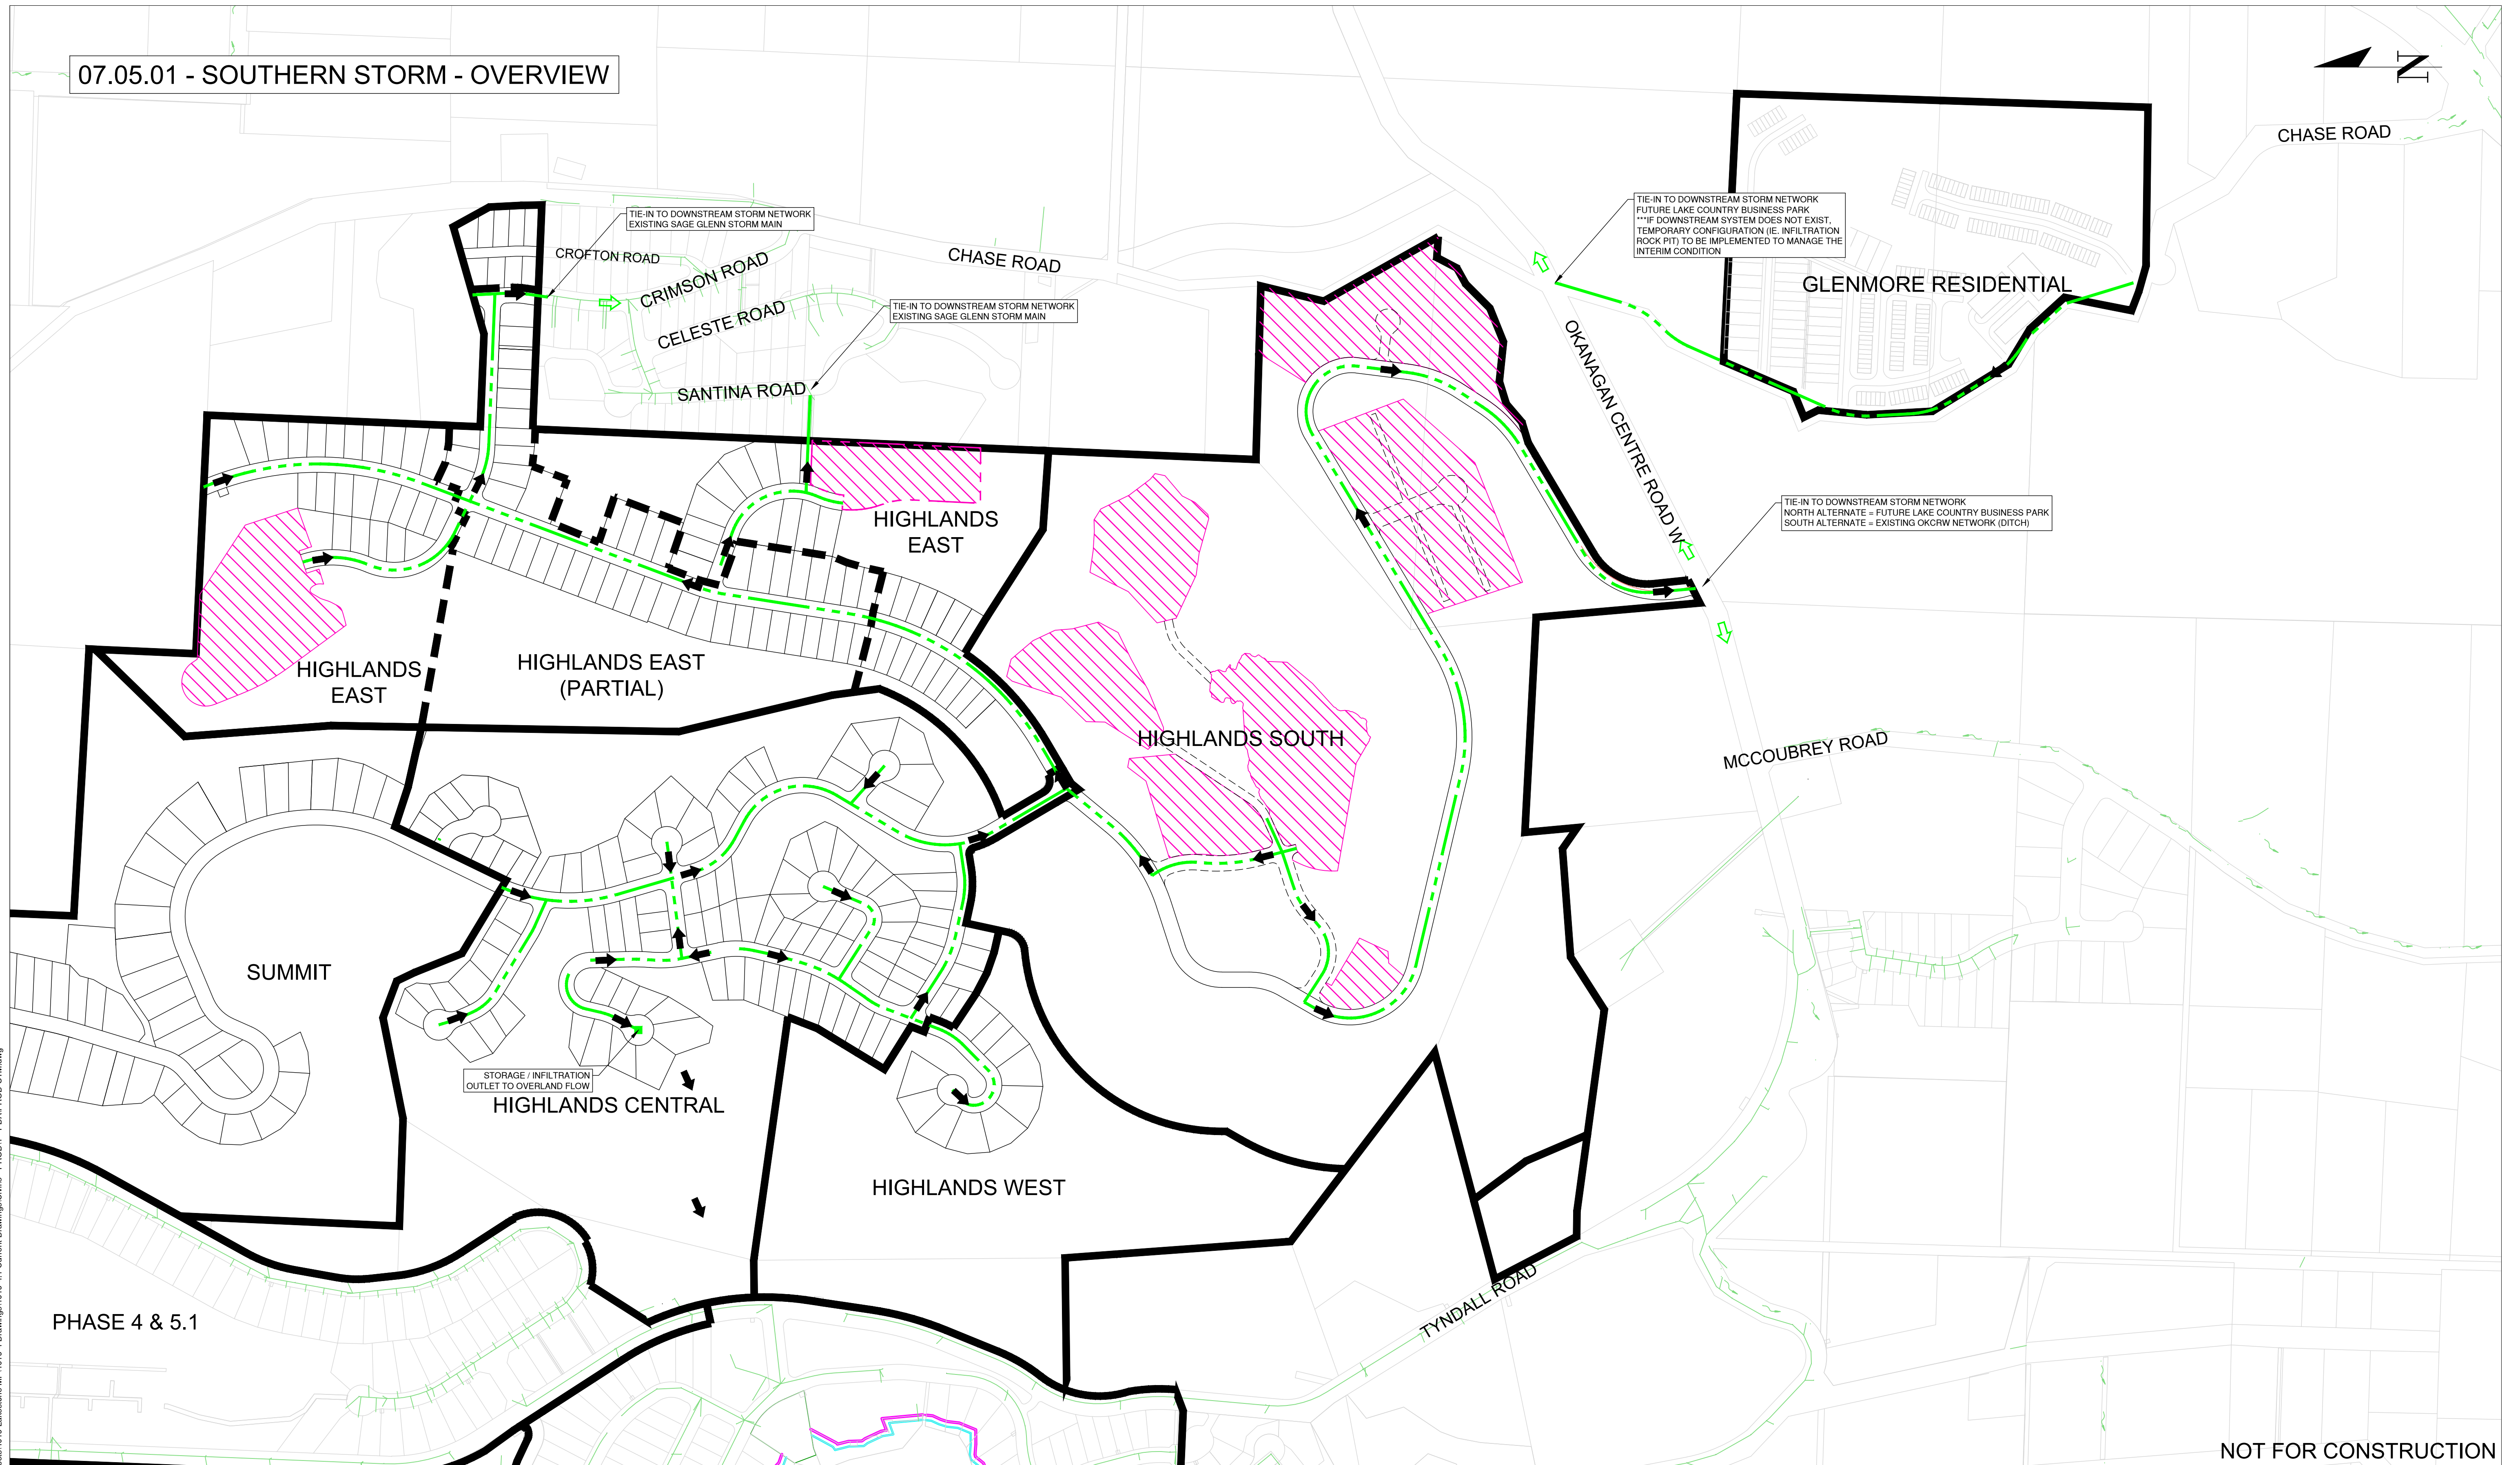 07.05.01 - SOUTHERN STORM - OVERVIEW
N
CHASE ROAD
TIE-IN TO DOWNSTREAM STORM NETWORK
EXISTING SAGE GLENN STORM MAIN
TIE-IN TO DOWNSTREAM STORM NETWORK
FUTURE LAKE COUNTRY BUSINESS PARK
***IF DOWNSTREAM SYSTEM DOES NOT EXIST,
TEMPORARY CONFIGURATION (IE. INFILTRATION
ROCK PIT) TO BE IMPLEMENTED TO MANAGE THE
INTERIM CONDITION
CROFTON ROAD
CHASE ROAD
CRIMSON ROAD
GLENMORE RESIDENTIAL
TIE-IN TO DOWNSTREAM STORM NETWORK
EXISTING SAGE GLENN STORM MAIN
CELESTE ROAD
SANTINA ROAD
OKANAGAN CENTRE ROAD W
TIE-IN TO DOWNSTREAM STORM NETWORK
NORTH ALTERNATE = FUTURE LAKE COUNTRY BUSINESS PARK
SOUTH ALTERNATE = EXISTING OKCRW NETWORK (DITCH)
HIGHLANDS
EAST
HIGHLANDS
EAST
HIGHLANDS EAST
(PARTIAL)
HIGHLANDS SOUTH
MCCOUBREY ROAD
SUMMIT
STORAGE / INFILTRATION
OUTLET TO OVERLAND FLOW
HIGHLANDS CENTRAL
HIGHLANDS WEST
TYNDALL ROAD
PHASE 4 & 5.1
NOT FOR CONSTRUCTION